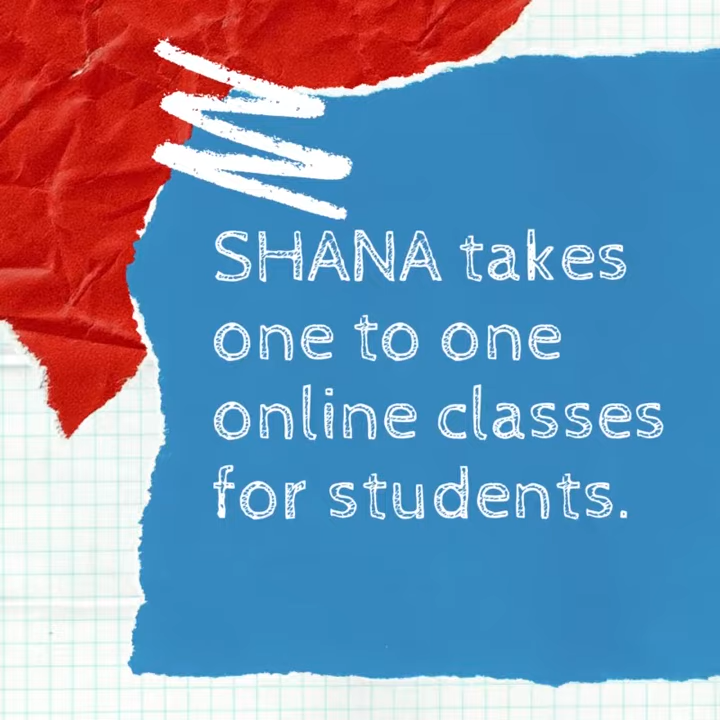 SHANA takes
one to one
online classes
for students.